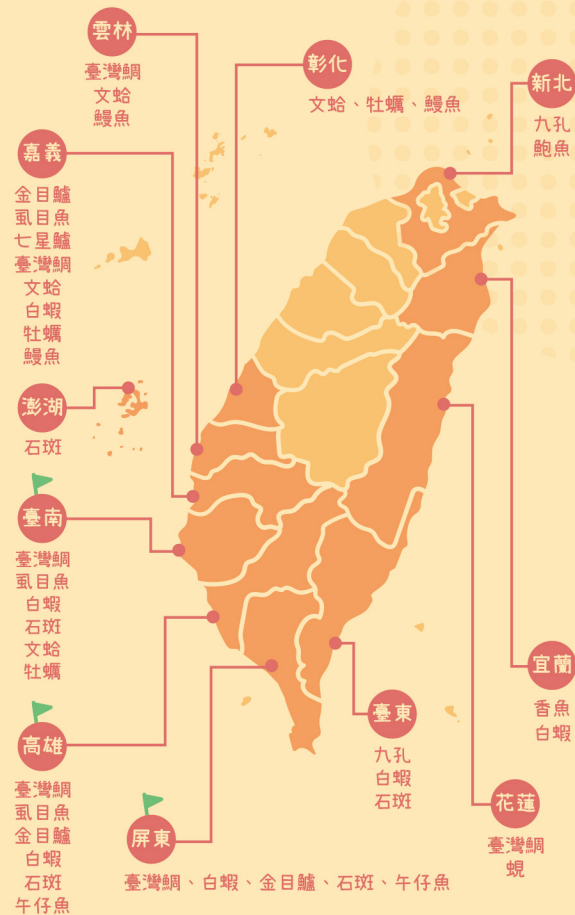 雲林
臺灣鯛
文蛤
鰻魚
彰化
文蛤、牡蠣、鰻魚
新北
九孔
鮑魚
嘉義
金目鱸
虱目魚
七星鱸
臺灣鯛
文蛤
白蝦
牡蠣
鰻魚
澎湖
石斑
臺南
臺灣鯛
虱目魚
白蝦
石斑
文蛤
牡蠣
高雄
臺灣鯛
虱目魚
金目鱸
白蝦
石斑
午仔魚
屏東
臺灣鯛、白蝦、金目鱸、石斑、午仔魚
臺東
九孔
白蝦
石斑
宜蘭
香魚
白蝦
花蓮
臺灣鯛
蜆